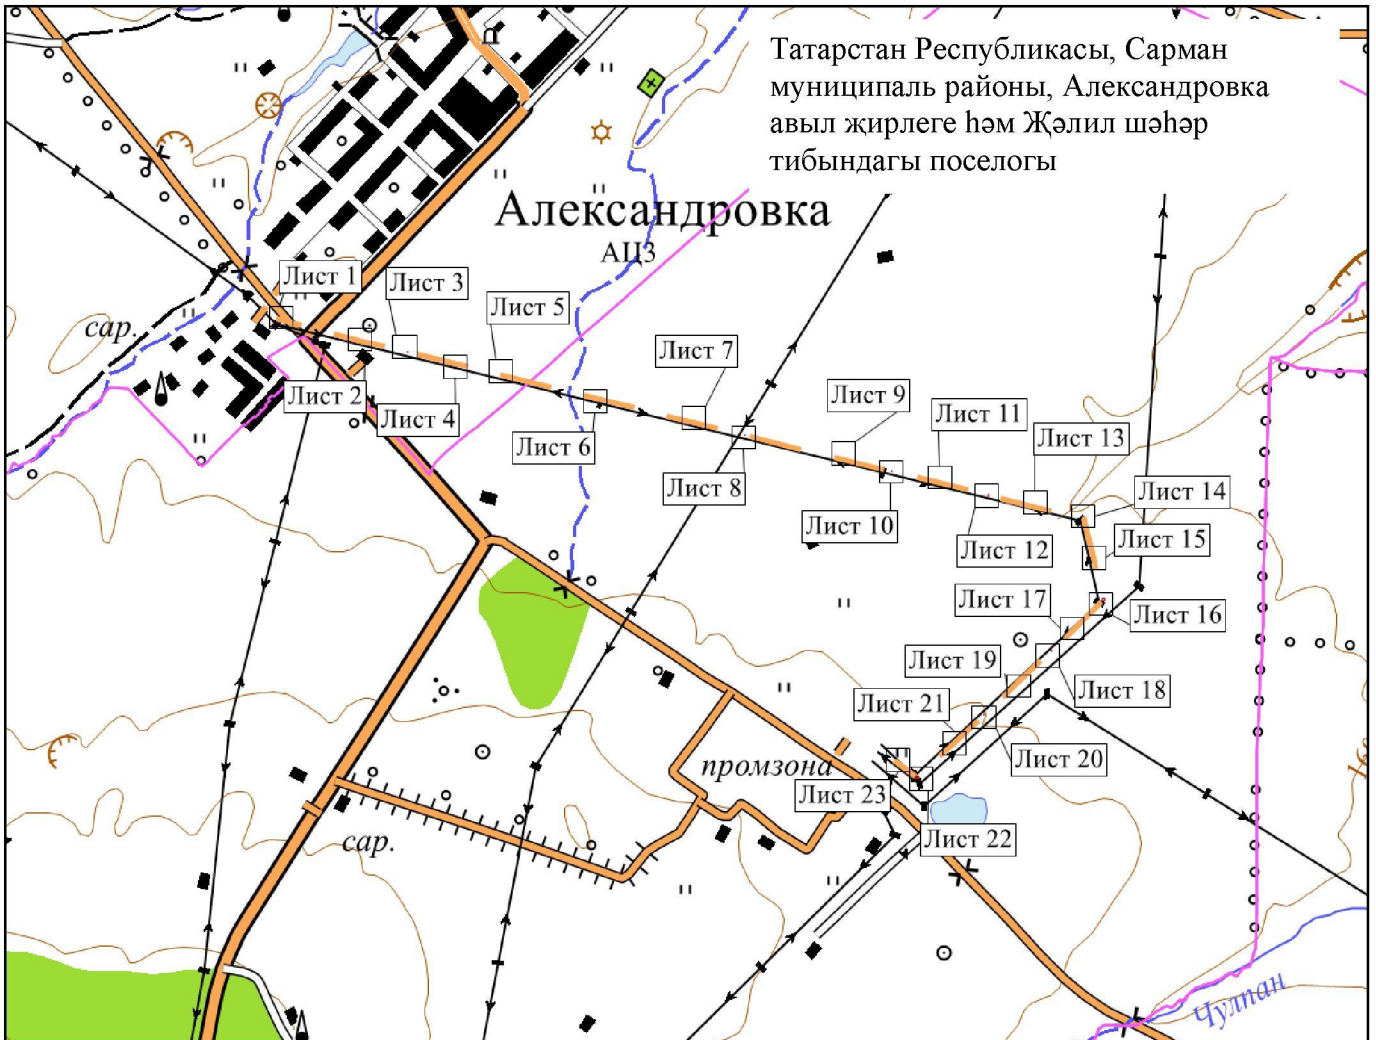 Татарстан Республикасы, Сарман
муниципаль районы, Александровка
авыл җирлеге һәм Җәлил шәһәр
тибындагы поселогы
Александровка
АЦЗ
Лист 1
Лист 3
Лист 5
сар.
Лист 7
Лист 2
Лист 4
Лист 6
Лист 9
Лист 11
Лист 13
Лист 8
Лист 10
Лист 14
Лист 12
Лист 15
Лист 17
Лист 16
Лист 19
Лист 18
Лист 21
Лист 20
промзона
Лист 23
Лист 22
сар.
Чулпан